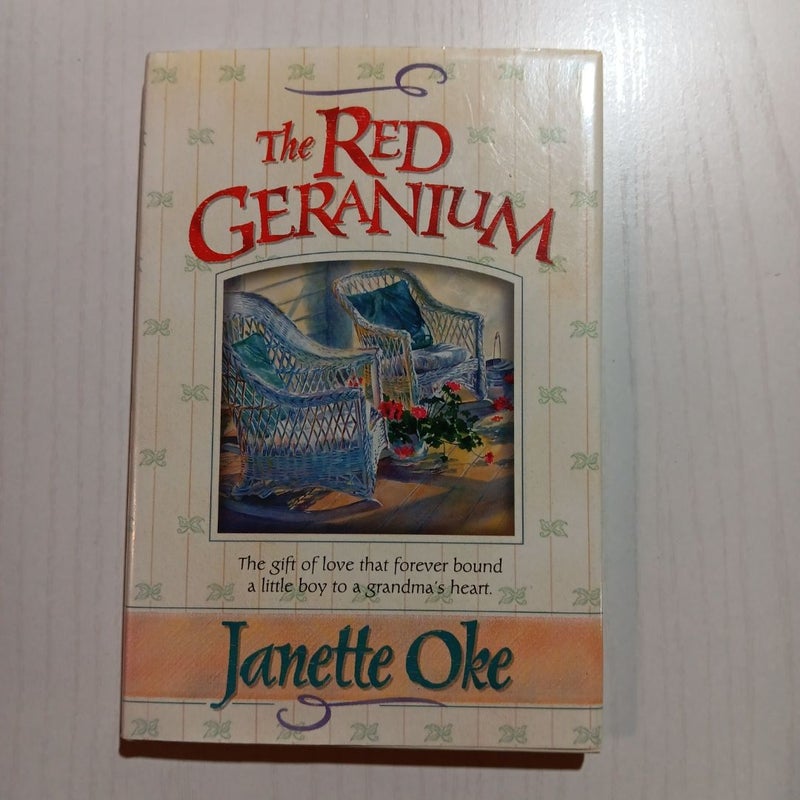 The RED
GERANIUM
The gift of love that forever bound
a little boy to a grandma's heart.
Janette Oke